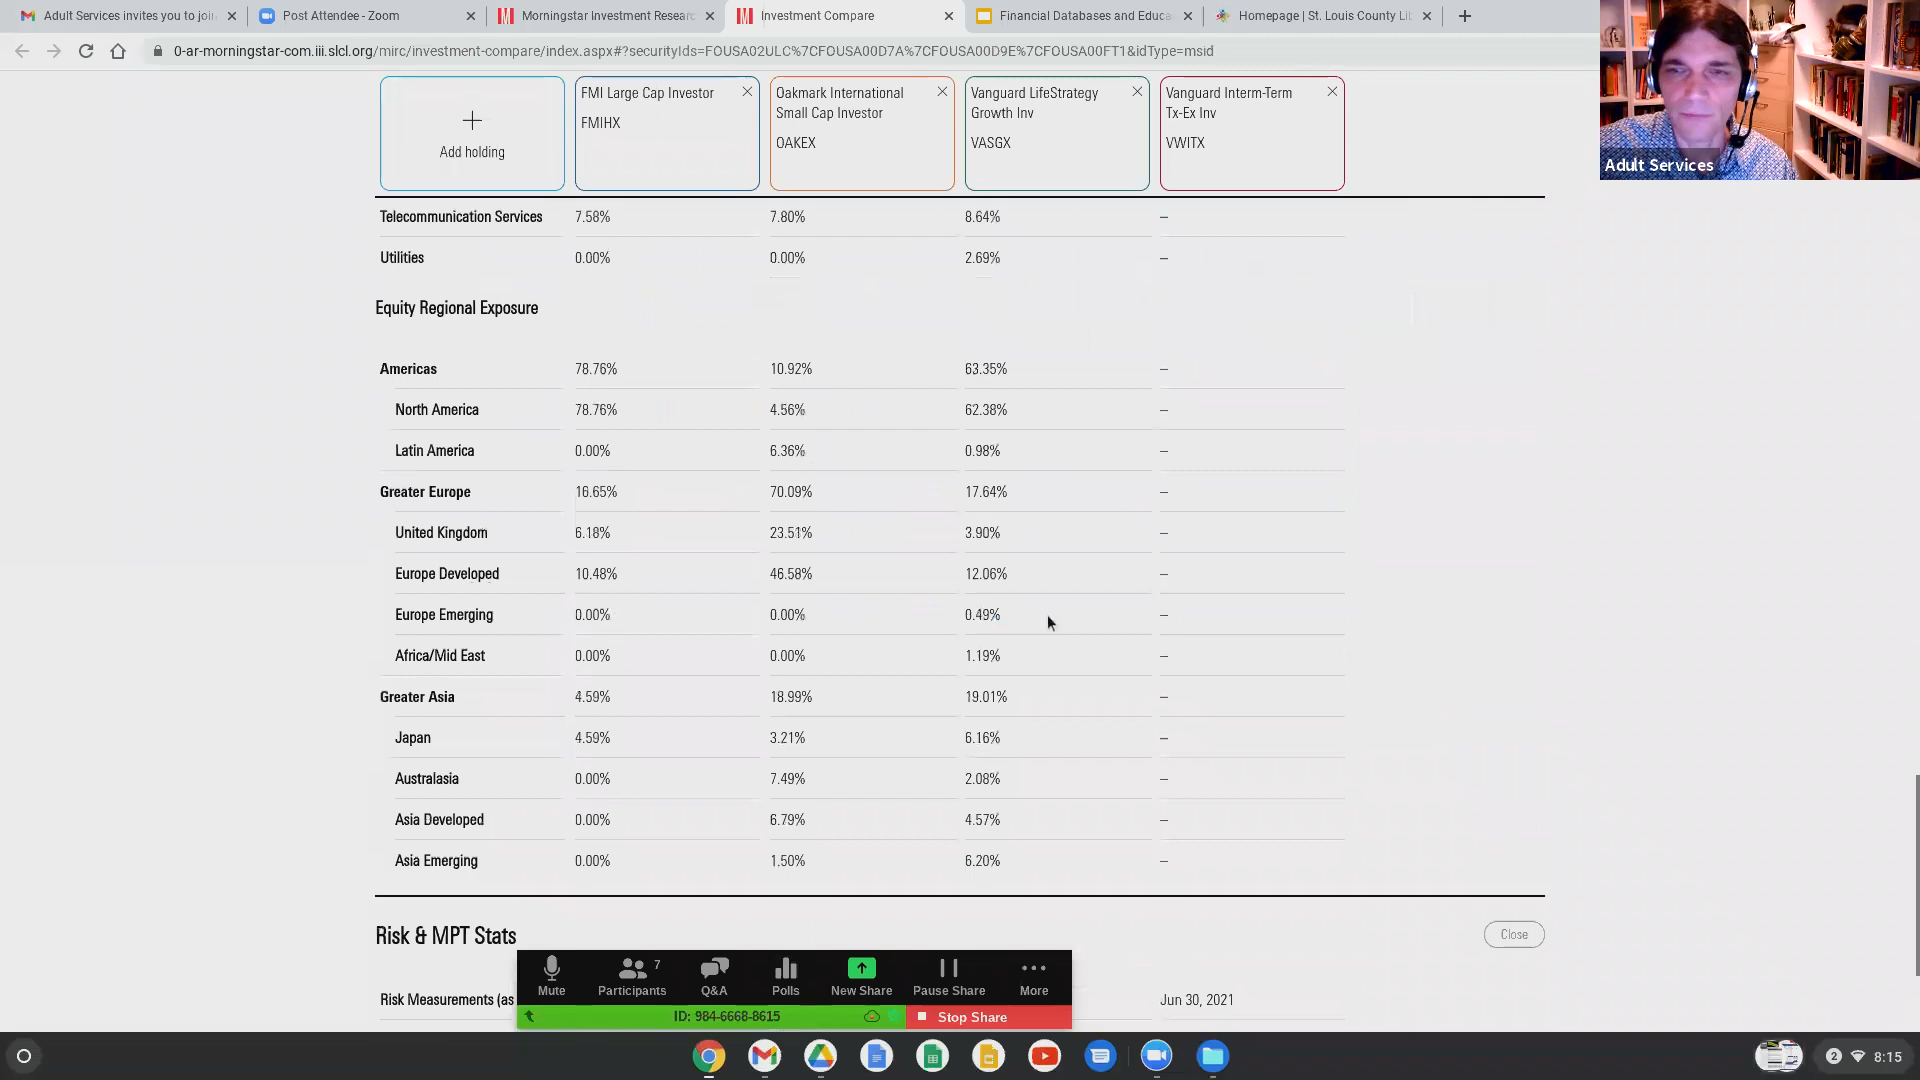 Adult Services invites you to joi
Post Attendee - Zoom
Morningstar Investment Resear
Investment Compare
Financial Databases and Educa
Homepage | St. Louis County Li
0-ar-morningstar-com.iii.slcl.org/mirc/investment-compare/index.aspx#?securityIds=FOUSA02ULC%7CFOUSA00D7A%7CFOUSA00D9E%7CFOUSA00FT1&idType=msid
Add holding
FMI Large Cap Investor
FMIHX
Oakmark International
Small Cap Investor
OAKEX
Vanguard LifeStrategy
Growth Inv
VASGX
Vanguard Interm-Term
Tx-Ex Inv
VWITX
Adult Services
Telecommunication Services 7.58% 7.80% 8.64% –
Utilities 0.00% 0.00% 2.69% –
Equity Regional Exposure
Americas 78.76% 10.92% 63.35% –
North America 78.76% 4.56% 62.38% –
Latin America 0.00% 6.36% 0.98% –
Greater Europe 16.65% 70.09% 17.64% –
United Kingdom 6.18% 23.51% 3.90% –
Europe Developed 10.48% 46.58% 12.06% –
Europe Emerging 0.00% 0.00% 0.49% –
Africa/Mid East 0.00% 0.00% 1.19% –
Greater Asia 4.59% 18.99% 19.01% –
Japan 4.59% 3.21% 6.16% –
Australasia 0.00% 7.49% 2.08% –
Asia Developed 0.00% 6.79% 4.57% –
Asia Emerging 0.00% 1.50% 6.20% –
Risk & MPT Stats
Close
Risk Measurements (as
Jun 30, 2021
Mute
Participants 7
Q&A
Polls
New Share
Pause Share
More
ID: 984-6668-8615
Stop Share
2
8:15